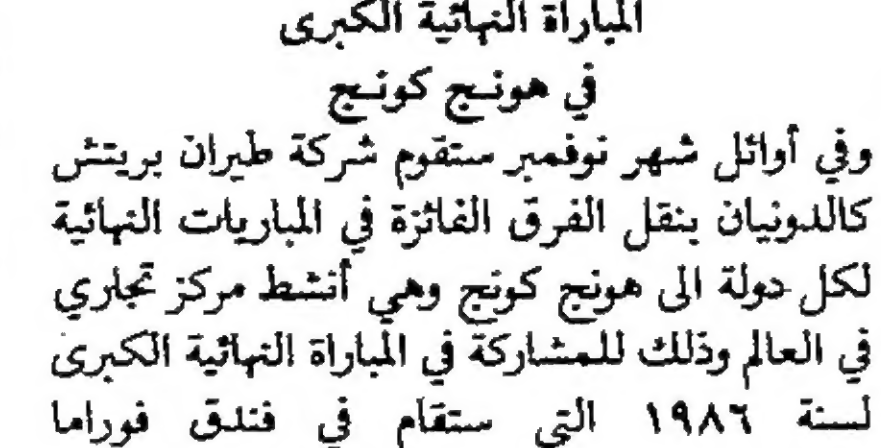 المباراة النهائية الكبرى
في هونج كونج
وفي أوائل شهر نوفمبر ستقوم شركة طيران بريتش
كالدونيان بنقل الفرق الفائزة في المباريات النهائية
لكل دولة الى هونج كونج وهي أنشط مركز تجاري
في العالم وذلك للمشاركة في المباراة النهائية الكبرى
لسنة ١٩٨٦ التي ستقام في فندق فوراما